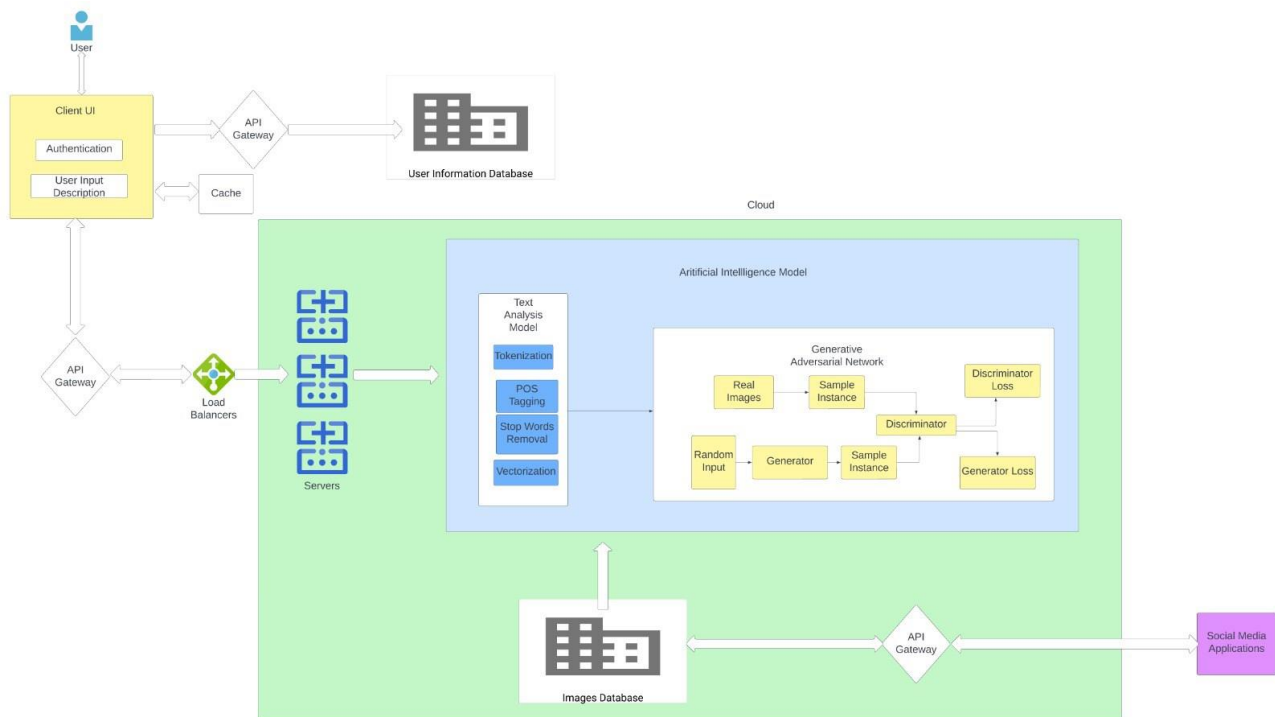 User
Client UI
Authentication
User Input
Description
API
Gateway
User Information Database
Cache
Cloud
Aritificial Intellligence Model
Text
Analysis
Model
Tokenization
POS
Tagging
Stop Words
Removal
Vectorization
Generative
Adversarial Network
Real
Images
Sample
Instance
Discriminator
Loss
Discriminator
Random
Input
Generator
Sample
Instance
Generator Loss
API
Gateway
Load
Balancers
Servers
Images Database
API
Gateway
Social Media
Applications